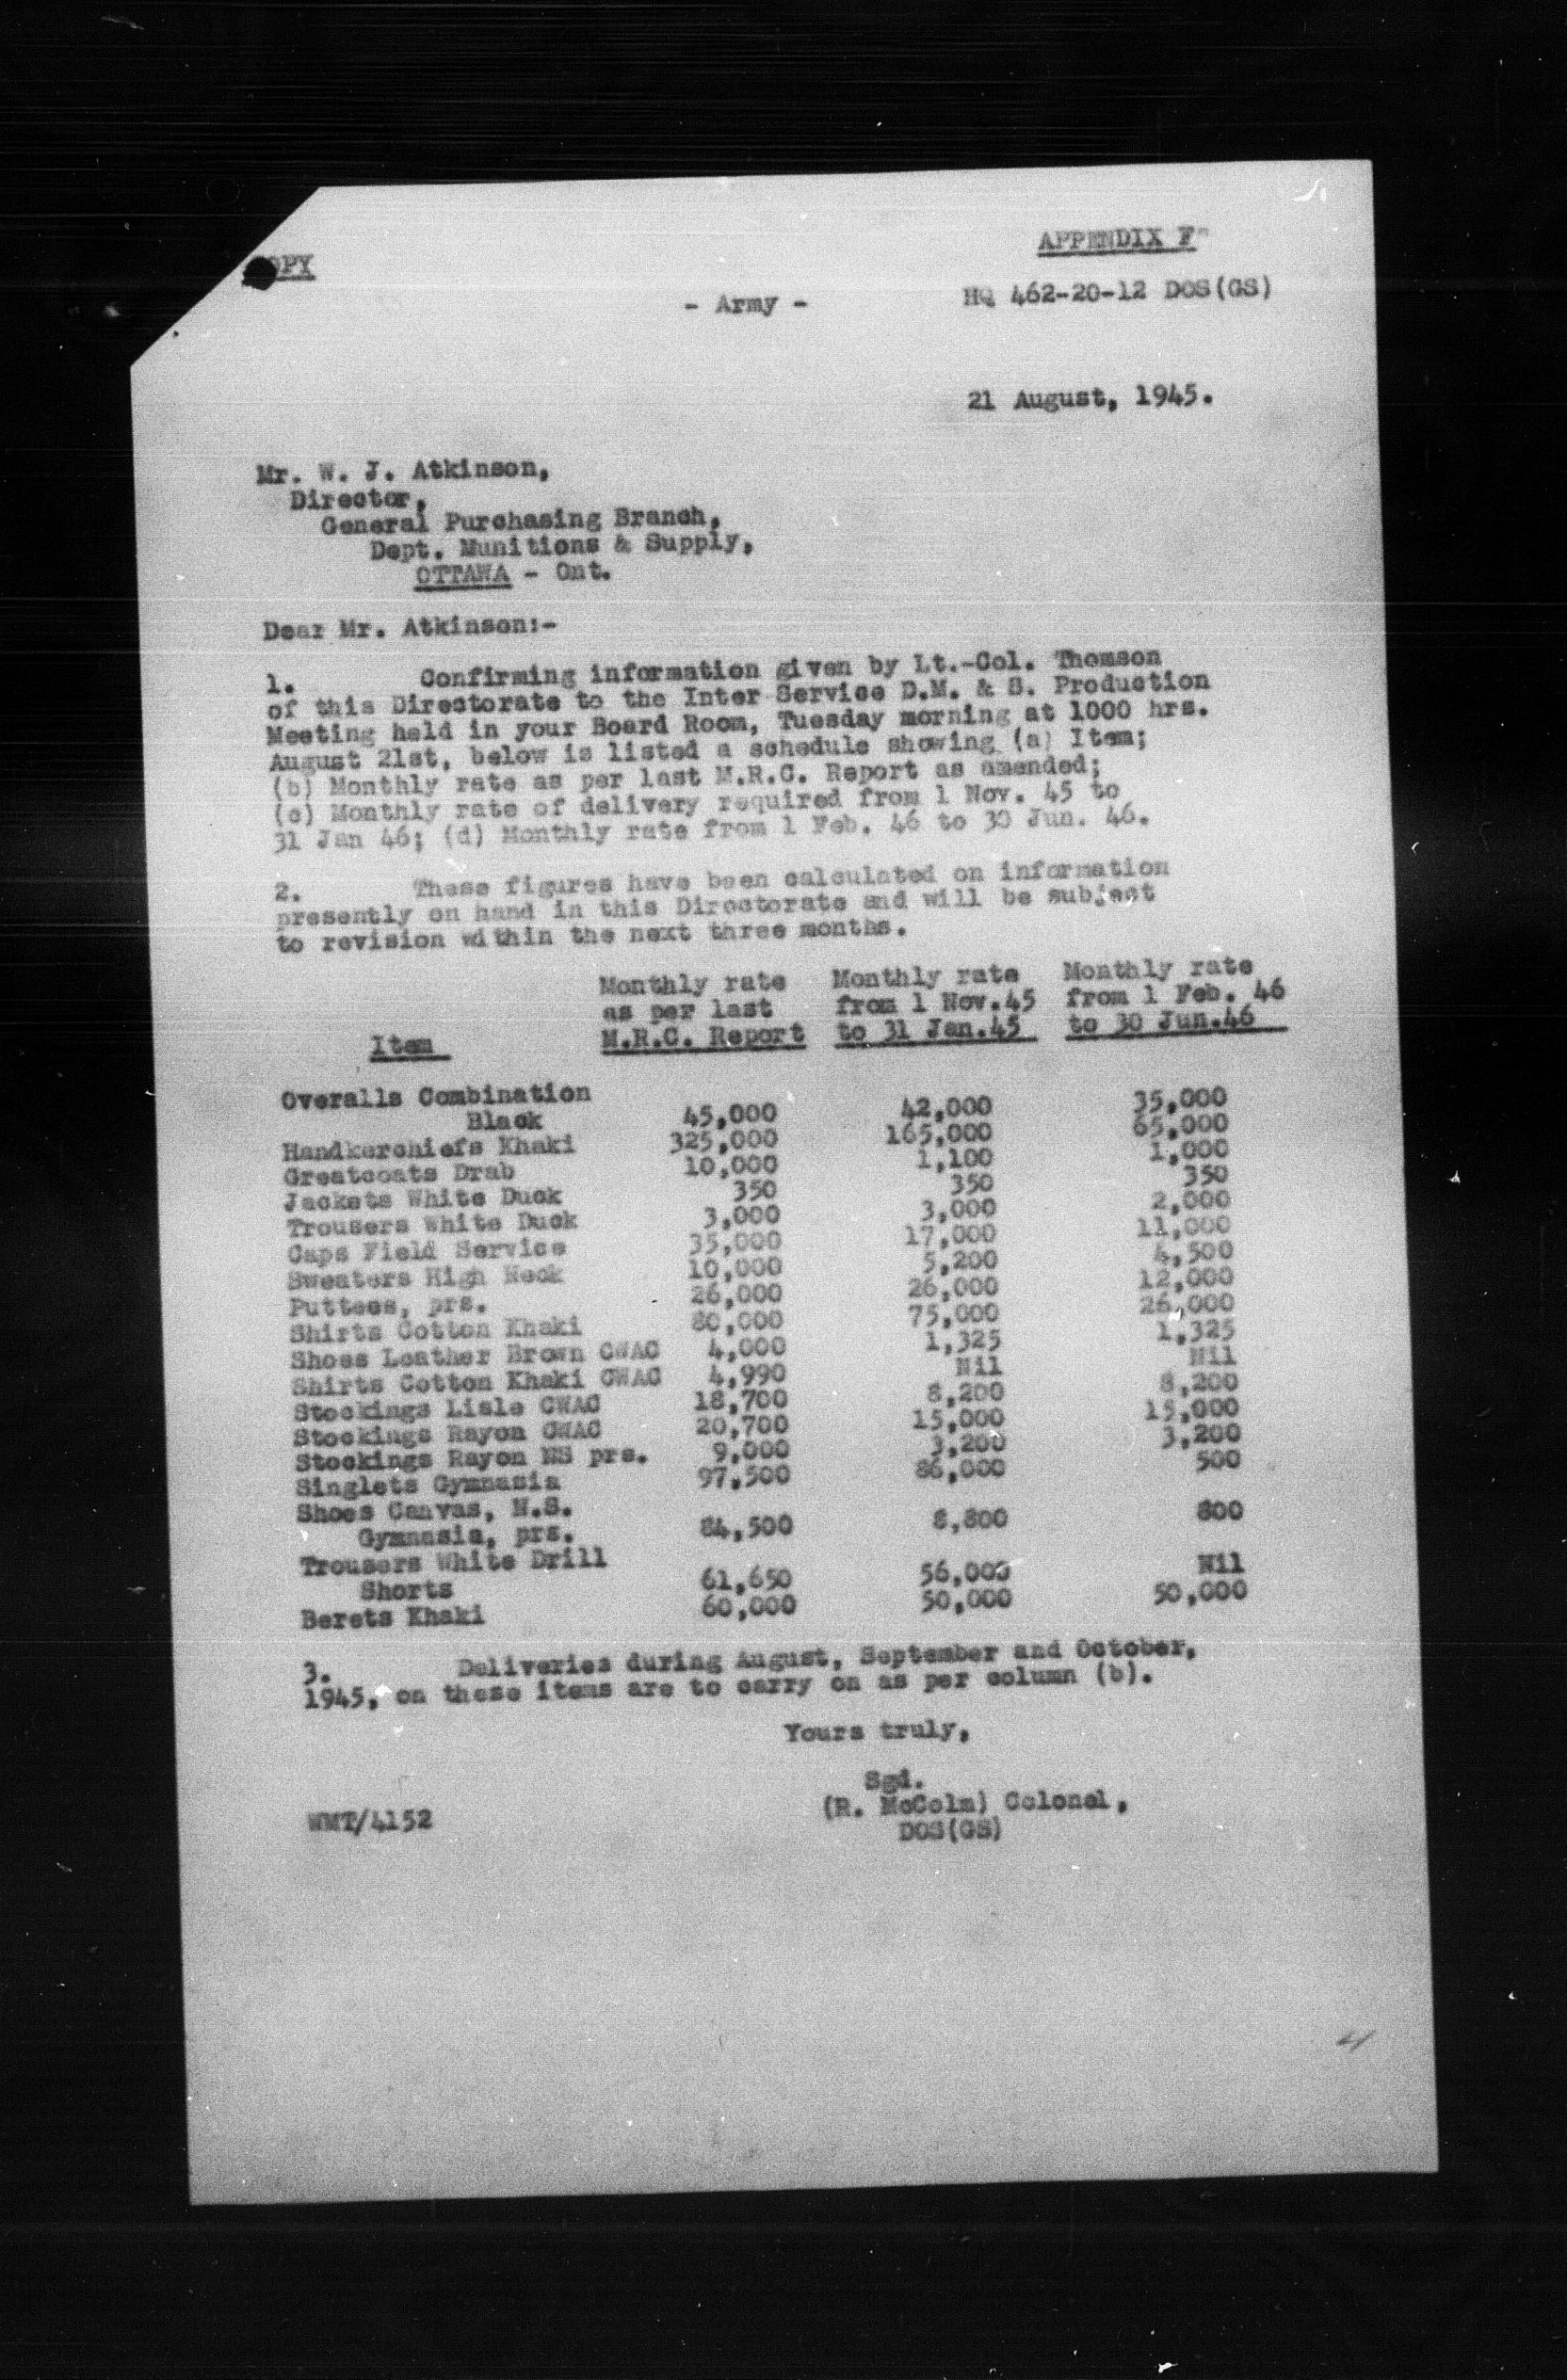 COPY
APPENDIX F
- Army -
HQ 462-20-12 DOS(GS)
21 August, 1945.
Mr. W. J. Atkinson,
Director,
General Purchasing Branch,
Dept. Munitions & Supply,
OTTAWA - Ont.
Dear Mr. Atkinson:-
1. Confirming information given by Lt.-Col. Thomson
of this Directorate to the Inter Service D.M. & S. Production
Meeting held in your Board Room, Tuesday morning at 1000 hrs.
August 21st, below is listed a schedule showing (a) Item;
(b) Monthly rate as per last M.R.C. Report as amended;
(c) Monthly rate of delivery required from 1 Nov. 45 to
31 Jan 46; (d) Monthly rate from 1 Feb. 46 to 30 Jun. 46.
2. These figures have been calculated on information
presently on hand in this Directorate and will be subject
to revision within the next three months.
Monthly rate Monthly rate Monthly rate
as per last from 1 Nov.45 from 1 Feb. 46
Item M.R.C. Report to 31 Jan.45 to 30 Jun.46
Overalls Combination
Black 45,000 42,000 35,000
Handkerchiefs Khaki 325,000 165,000 65,000
Greatcoats Drab 10,000 1,100 1,000
Jackets White Duck 350 350 350
Trousers White Duck 3,000 3,000 2,000
Caps Field Service 35,000 17,000 11,000
Sweaters High Neck 10,000 5,200 4,500
Puttees, prs. 26,000 26,000 12,000
Shirts Cotton Khaki 80,000 75,000 26,000
Shoes Leather Brown CWAC 4,000 1,325 1,325
Shirts Cotton Khaki CWAC 4,990 Nil Nil
Stockings Lisle CWAC 18,700 8,200 8,200
Stockings Rayon CWAC 20,700 15,000 15,000
Stockings Rayon NS prs. 9,000 3,200 3,200
Singlets Gymnasia 97,500 86,000 500
Shoes Canvas, N.S.
Gymnasia, prs. 84,500 8,800 800
Trousers White Drill
Shorts 61,650 56,000 Nil
Berets Khaki 60,000 50,000 50,000
3. Deliveries during August, September and October,
1945, on these items are to carry on as per column (b).
Yours truly,
Sgd.
(R. McColm) Colonel,
WMT/4152
DOS(GS)
4